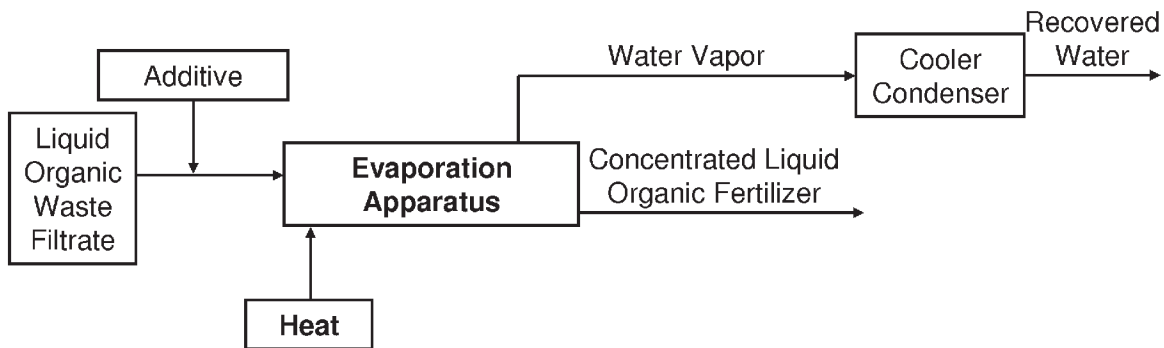 Additive
Liquid
Organic
Waste
Filtrate
Evaporation
Apparatus
Heat
Water Vapor
Concentrated Liquid
Organic Fertilizer
Cooler
Condenser
Recovered
Water